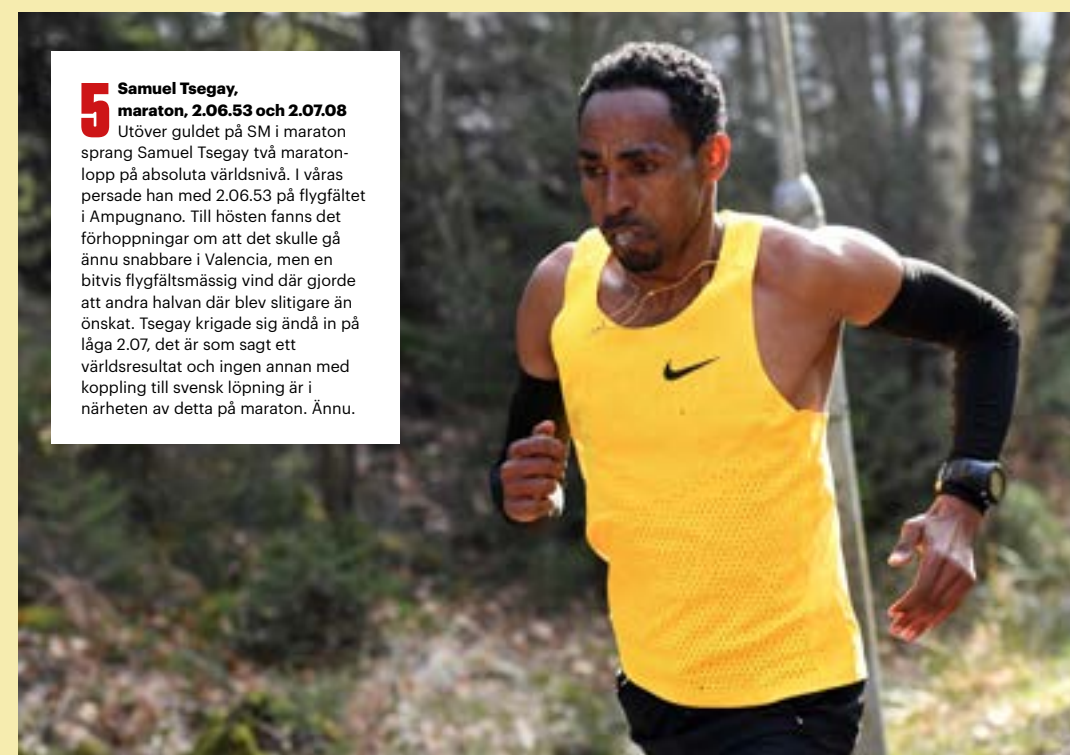 5 Samuel Tsegay,
maraton, 2.06.53 och 2.07.08
Utöver guldet på SM i maraton
sprang Samuel Tsegay två maraton-
lopp på absoluta världsnivå. I våras
persade han med 2.06.53 på flygfältet
i Ampugnano. Till hösten fanns det
förhoppningar om att det skulle gå
ännu snabbare i Valencia, men en
bitvis flygfältsmässig vind där gjorde
att andra halvan där blev slitigare än
önskat. Tsegay krigade sig ändå in på
låga 2.07, det är som sagt ett
världsresultat och ingen annan med
koppling till svensk löpning är i
närheten av detta på maraton. Ännu.